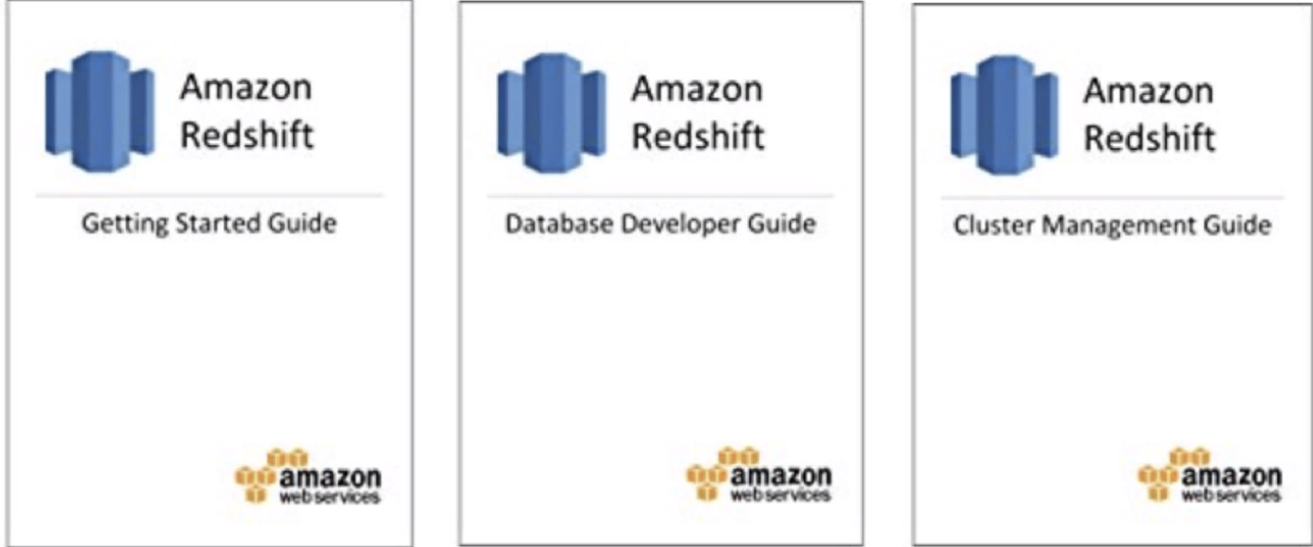 Amazon
Redshift
Getting Started Guide
amazon
web services
Amazon
Redshift
Database Developer Guide
amazon
web services
Amazon
Redshift
Cluster Management Guide
amazon
web services